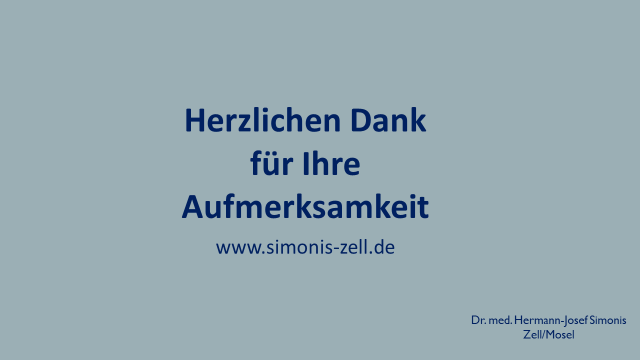 Herzlichen Dank
für Ihre
Aufmerksamkeit
www.simonis-zell.de
Dr. med. Hermann-Josef Simonis
Zell/Mosel